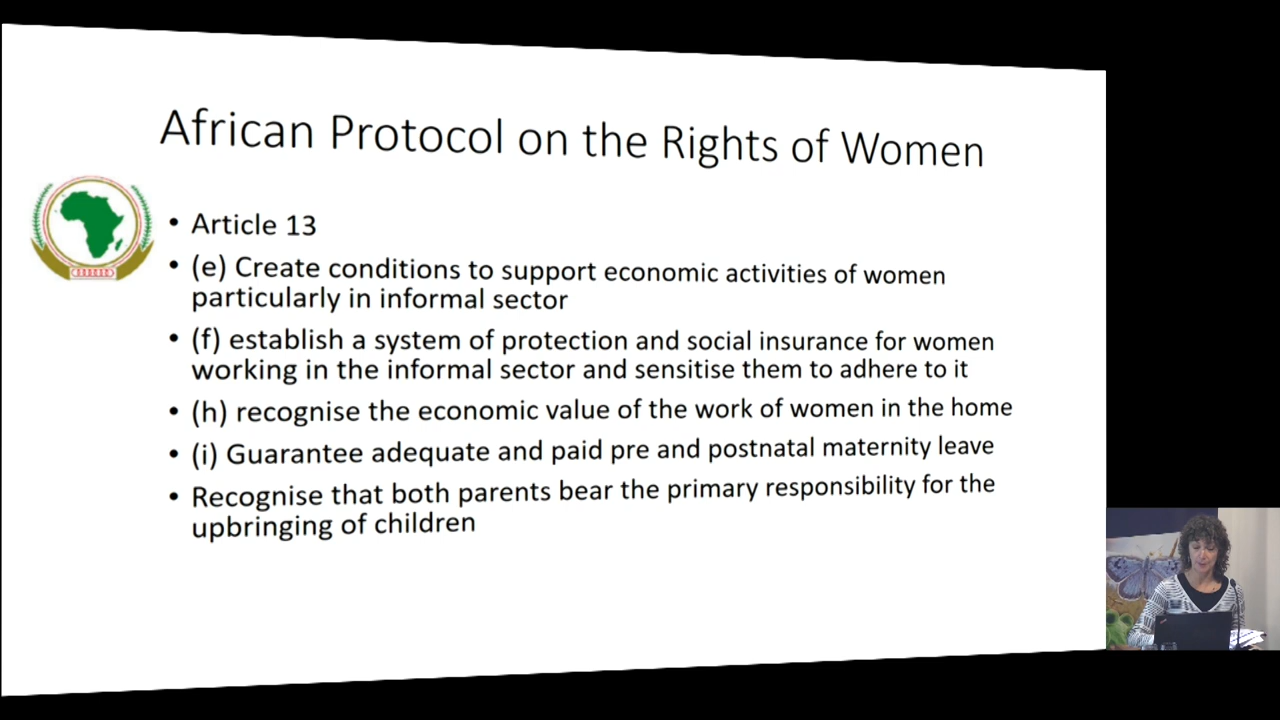 African Protocol on the Rights of Women
• Article 13
• (e) Create conditions to support economic activities of women
particularly in informal sector
• (f) establish a system of protection and social insurance for women
working in the informal sector and sensitise them to adhere to it
• (h) recognise the economic value of the work of women in the home
• (i) Guarantee adequate and paid pre and postnatal maternity leave
• Recognise that both parents bear the primary responsibility for the
upbringing of children